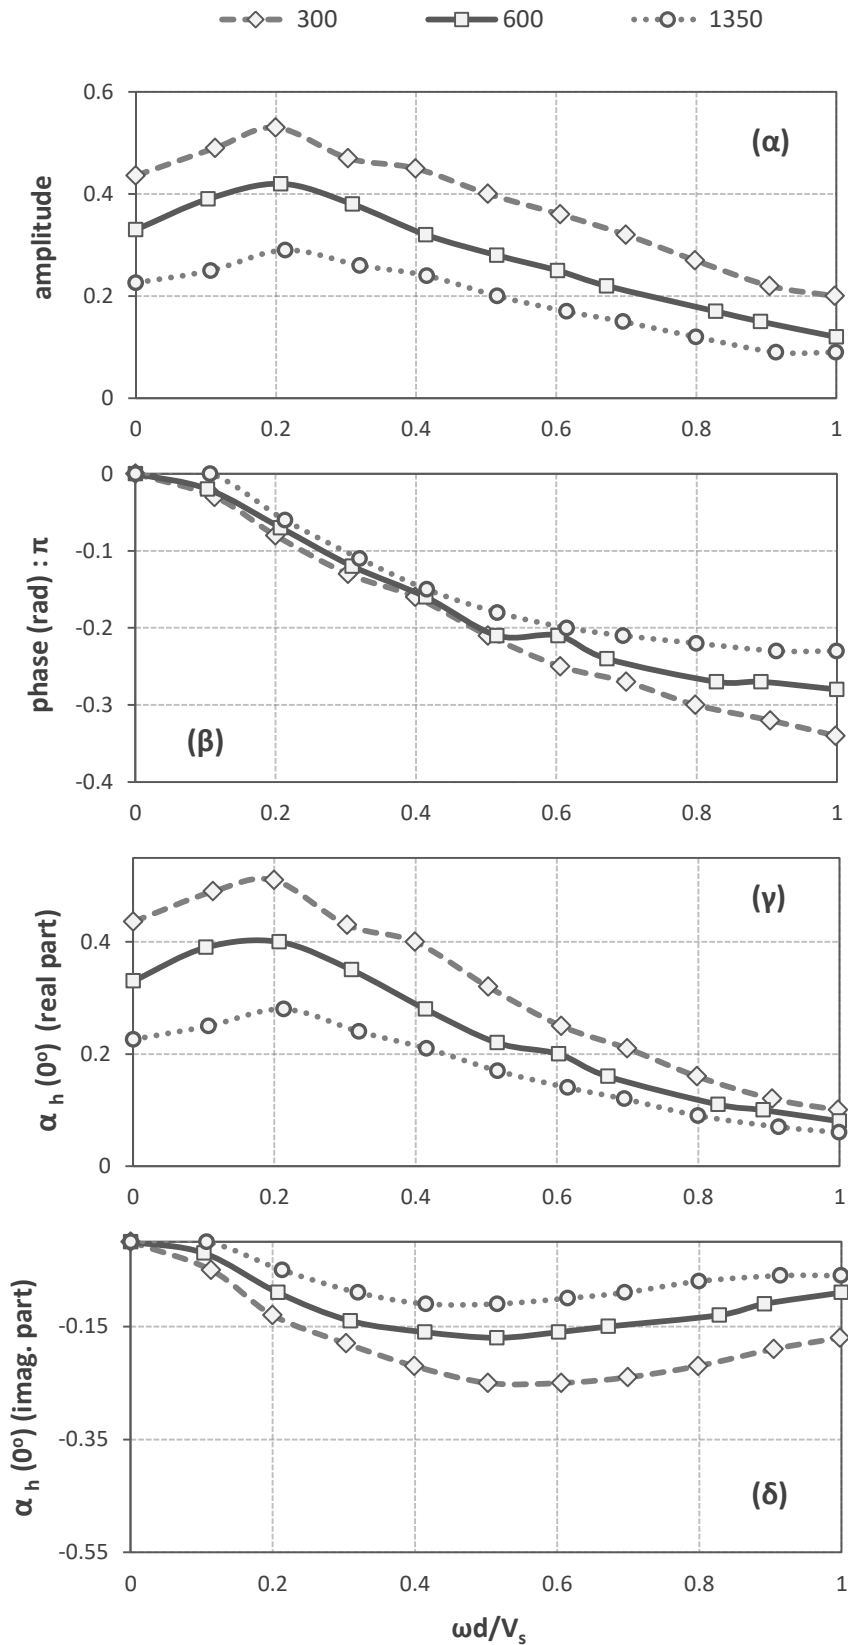 300 600 1350
0.6
(α)
0.4
amplitude
0.2
0
0 0.2 0.4 0.6 0.8 1
0
-0.1
phase (rad) : π
-0.2
-0.3
(β)
-0.4
0 0.2 0.4 0.6 0.8 1
(γ)
0.4
α h (0º) (real part)
0.2
0
0 0.2 0.4 0.6 0.8 1
-0.15
α h (0º) (imag. part)
-0.35
(δ)
-0.55
0 0.2 0.4 0.6 0.8 1
ωd/Vs